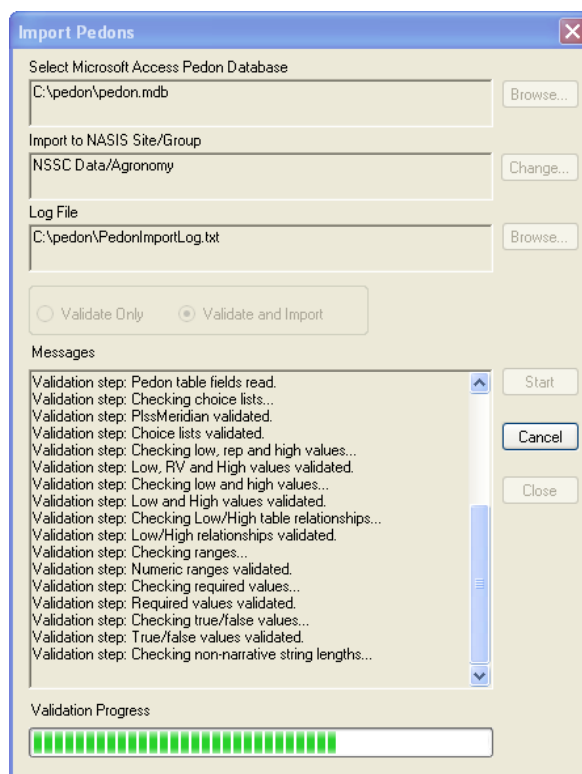 Import Pedons
Select Microsoft Access Pedon Database
C:\pedon\pedon.mdb
Browse...
Import to NASIS Site/Group
NSSC Data/Agronomy
Change...
Log File
C:\pedon\PedonImportLog.txt
Browse...
Validate Only
Validate and Import
Messages
Validation step: Pedon table fields read.
Validation step: Checking choice lists...
Validation step: PlssMeridian validated.
Validation step: Choice lists validated.
Validation step: Checking low, rep and high values...
Validation step: Low, RV and High values validated.
Validation step: Checking low and high values...
Validation step: Low and High values validated.
Validation step: Checking Low/High table relationships...
Validation step: Low/High relationships validated.
Validation step: Checking ranges...
Validation step: Numeric ranges validated.
Validation step: Checking required values...
Validation step: Required values validated.
Validation step: Checking true/false values...
Validation step: True/false values validated.
Validation step: Checking non-narrative string lengths...
Start
Cancel
Close
Validation Progress